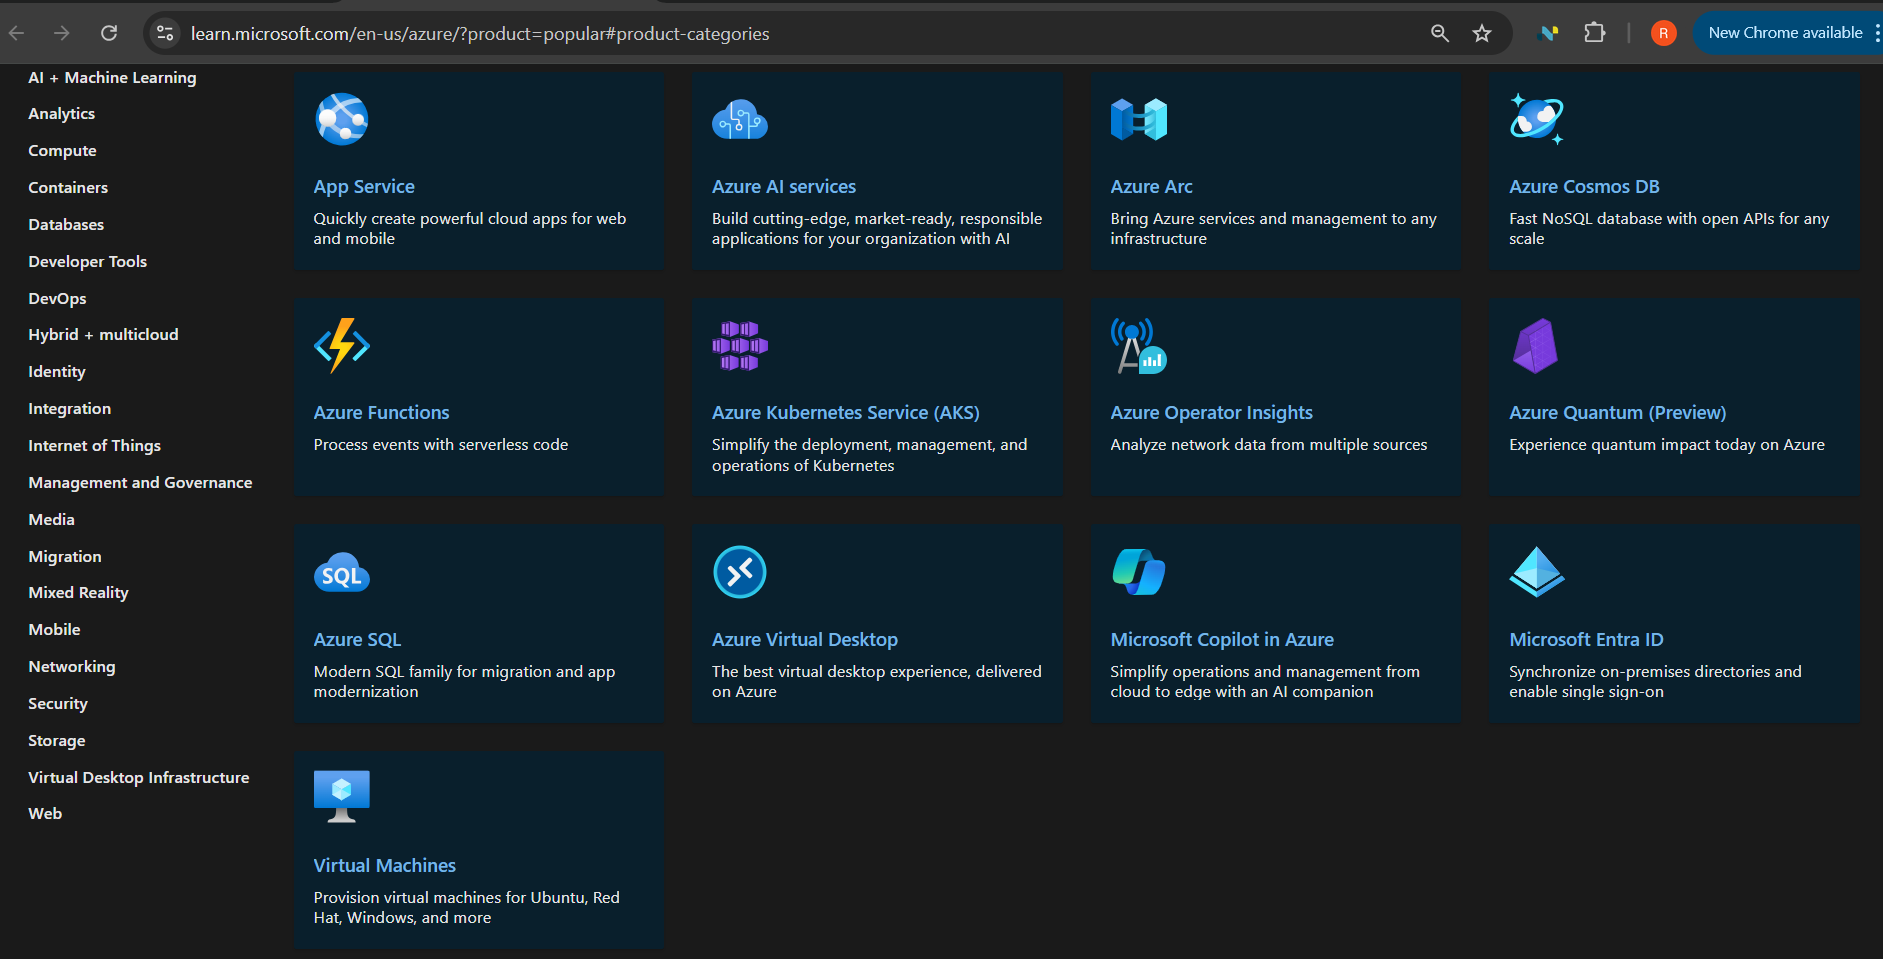 learn.microsoft.com/en-us/azure/?product=popular#product-categories
R
New Chrome available
AI + Machine Learning
Analytics
Compute
Containers
Databases
Developer Tools
DevOps
Hybrid + multicloud
Identity
Integration
Internet of Things
Management and Governance
Media
Migration
Mixed Reality
Mobile
Networking
Security
Storage
Virtual Desktop Infrastructure
Web
App Service
Quickly create powerful cloud apps for web
and mobile
Azure AI services
Build cutting-edge, market-ready, responsible
applications for your organization with AI
Azure Arc
Bring Azure services and management to any
infrastructure
Azure Cosmos DB
Fast NoSQL database with open APIs for any
scale
Azure Functions
Process events with serverless code
Azure Kubernetes Service (AKS)
Simplify the deployment, management, and
operations of Kubernetes
Azure Operator Insights
Analyze network data from multiple sources
Azure Quantum (Preview)
Experience quantum impact today on Azure
SQL
Azure SQL
Modern SQL family for migration and app
modernization
Azure Virtual Desktop
The best virtual desktop experience, delivered
on Azure
Microsoft Copilot in Azure
Simplify operations and management from
cloud to edge with an AI companion
Microsoft Entra ID
Synchronize on-premises directories and
enable single sign-on
Virtual Machines
Provision virtual machines for Ubuntu, Red
Hat, Windows, and more